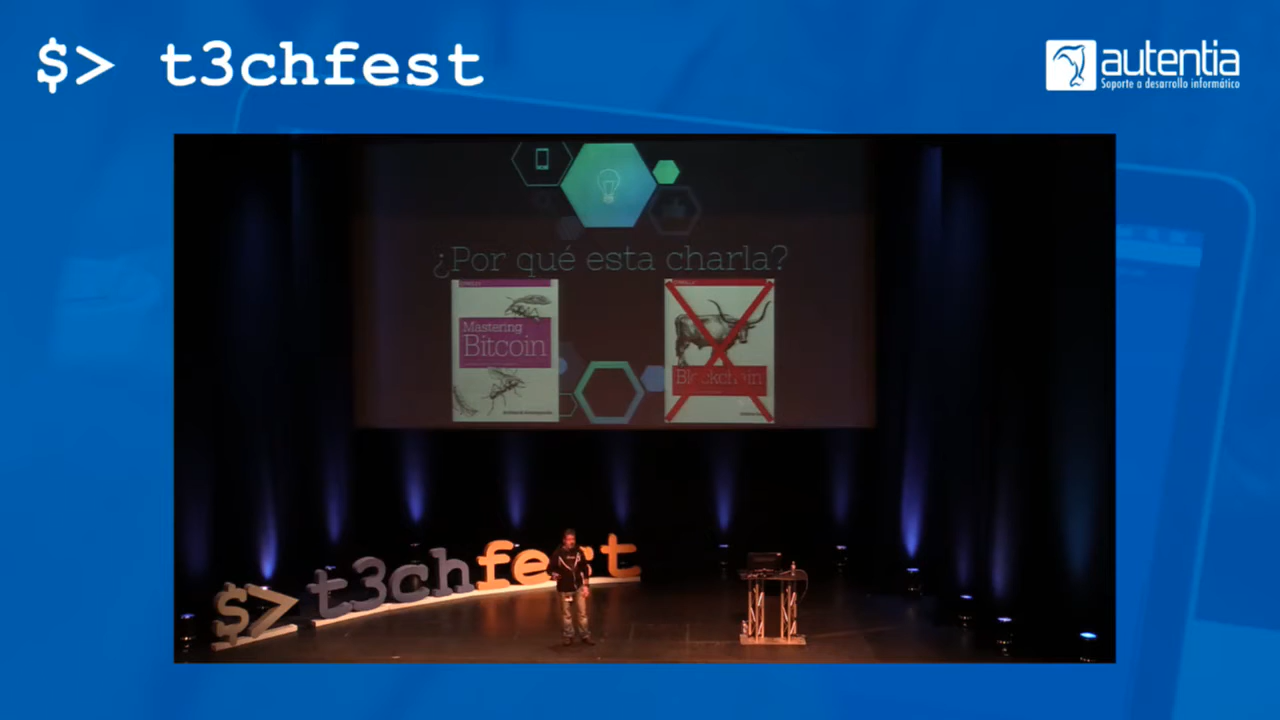 $> t3chfest
autentia
Soporte a desarrollo informático
¿Por qué esta charla?
Mastering
Bitcoin
Blockchain
$> t3chfest